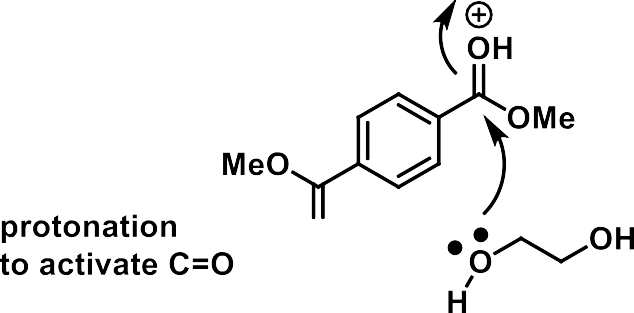 ⊕
OH
OMe
MeO
protonation
to activate C=O
OH
O
H